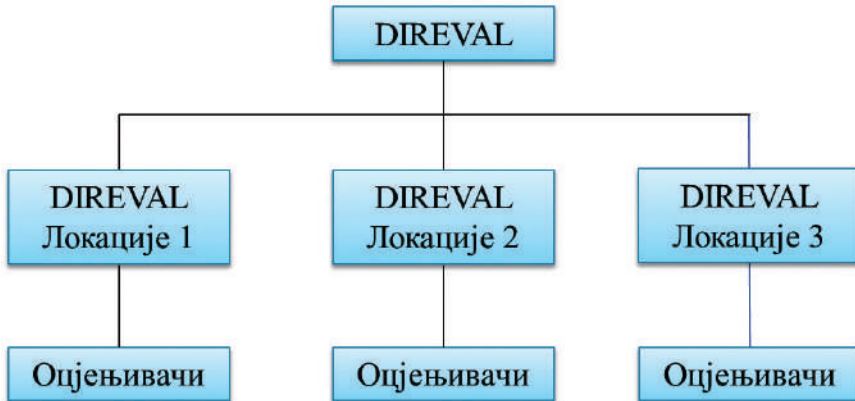 DIREVAL
DIREVAL
Локације 1
DIREVAL
Локације 2
DIREVAL
Локације 3
Оцјењивачи
Оцјењивачи
Оцјењивачи